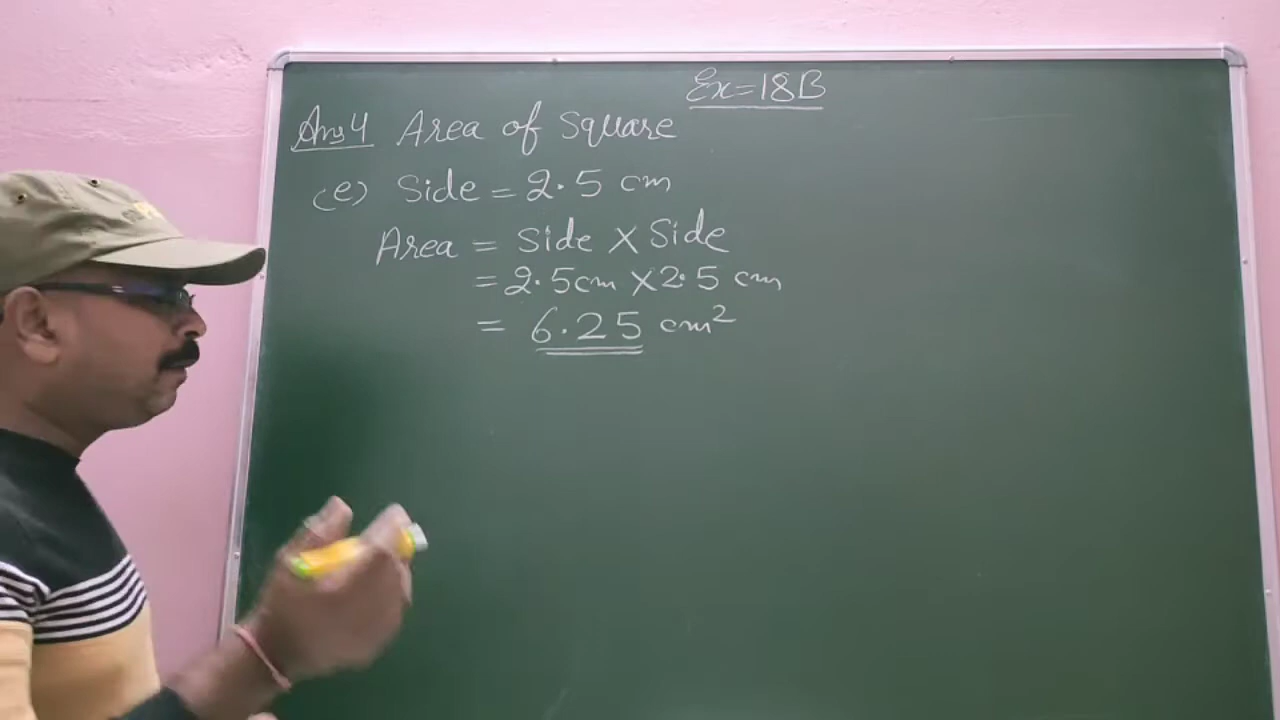 Ex=18B
Ans 4 Area of Square
(e) Side = 2.5 cm
Area = Side X Side
= 2.5cm X 2.5 cm
= 6.25 cm²